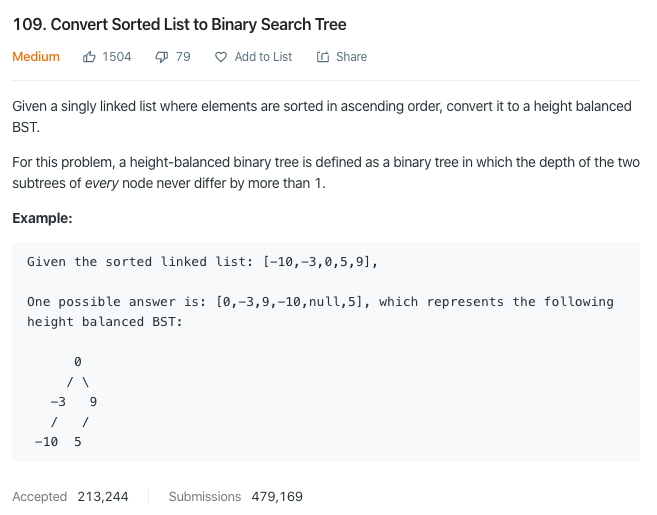 109. Convert Sorted List to Binary Search Tree
Medium 1504 79 Add to List Share
Given a singly linked list where elements are sorted in ascending order, convert it to a height balanced
BST.
For this problem, a height-balanced binary tree is defined as a binary tree in which the depth of the two
subtrees of every node never differ by more than 1.
Example:
Given the sorted linked list: [-10,-3,0,5,9],
One possible answer is: [0,-3,9,-10,null,5], which represents the following
height balanced BST:
0
/ \
-3 9
/ /
-10 5
Accepted 213,244 Submissions 479,169